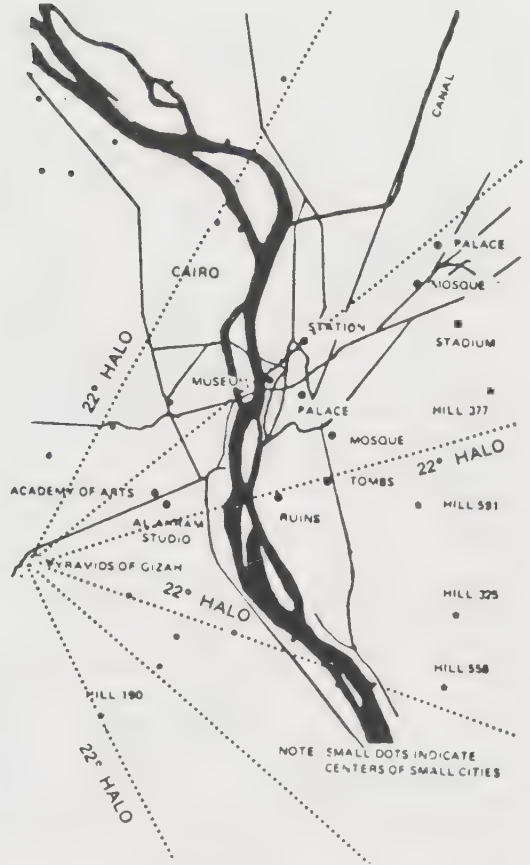 CANAL
PALACE
MOSQUE
CAIRO
STATION
STADIUM
22° HALO
MUSEUM
PALACE
HILL 377
MOSQUE
22° HALO
ACADEMY OF ARTS
TOMBS
AL AHRAM
STUDIO
RUINS
HILL 591
PYRAMIDS OF GIZAH
22° HALO
HILL 325
HILL 558
HILL 190
22° HALO
NOTE SMALL DOTS INDICATE
CENTERS OF SMALL CITIES